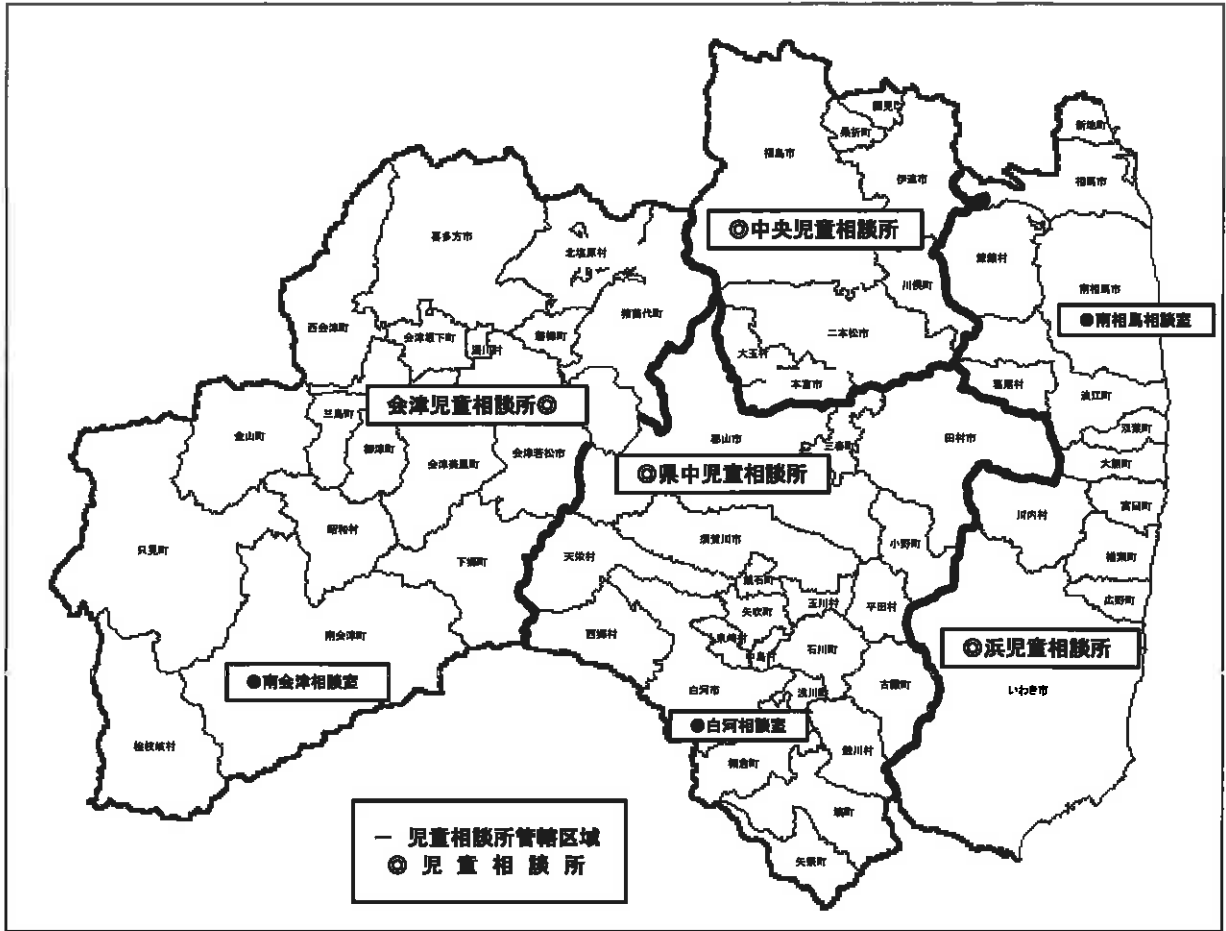 国見町
桑折町
新地町
福島市
伊達市
相馬市
◎中央児童相談所
喜多方市
北塩原村
飯舘村
川俣町
南相馬市
猪苗代町
●南相馬相談室
西会津町
会津坂下町
湯川村
磐梯町
二本松市
大玉村
本宮市
葛尾村
浪江町
会津児童相談所◎
三島町
金山町
柳津町
会津美里町
会津若松市
郡山市
三春町
田村市
双葉町
大熊町
◎県中児童相談所
富岡町
川内村
昭和村
只見町
下郷町
天栄村
須賀川市
小野町
楢葉町
鏡石町
広野町
矢吹町
玉川村
平田村
南会津町
西郷村
泉崎村
中島村
石川町
◎浜児童相談所
●南会津相談室
白河市
浅川町
古殿町
いわき市
●白河相談室
檜枝岐村
鮫川村
棚倉町
塙町
矢祭町
― 児童相談所管轄区域
◎ 児童相談所